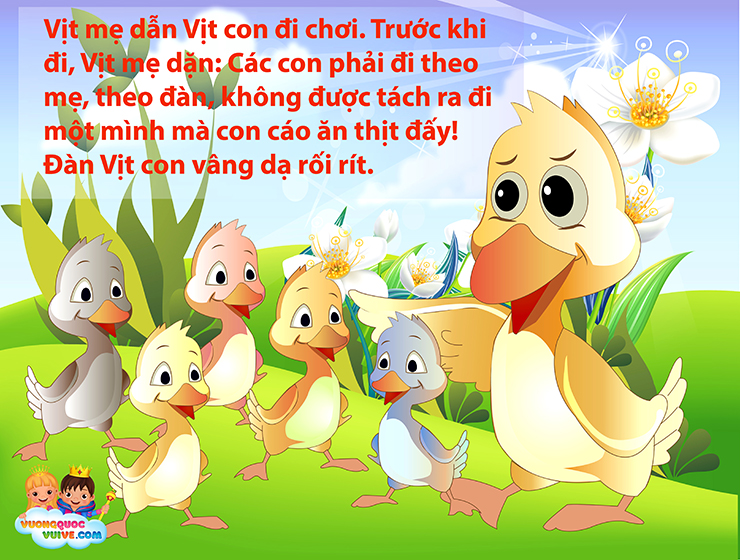 Vịt mẹ dẫn Vịt con đi chơi. Trước khi
đi, Vịt mẹ dặn: Các con phải đi theo
mẹ, theo đàn, không được tách ra đi
một mình mà con cáo ăn thịt đấy!
Đàn Vịt con vâng dạ rối rít.
VUONGQUOC
VUIVE.COM